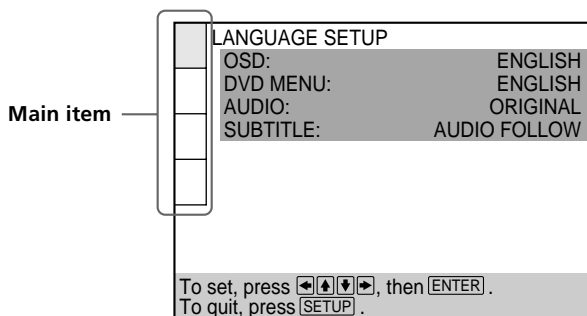 LANGUAGE SETUP
OSD: ENGLISH
DVD MENU: ENGLISH
AUDIO: ORIGINAL
SUBTITLE: AUDIO FOLLOW
Main item
To set, press ←↑↓→, then ENTER .
To quit, press SETUP .